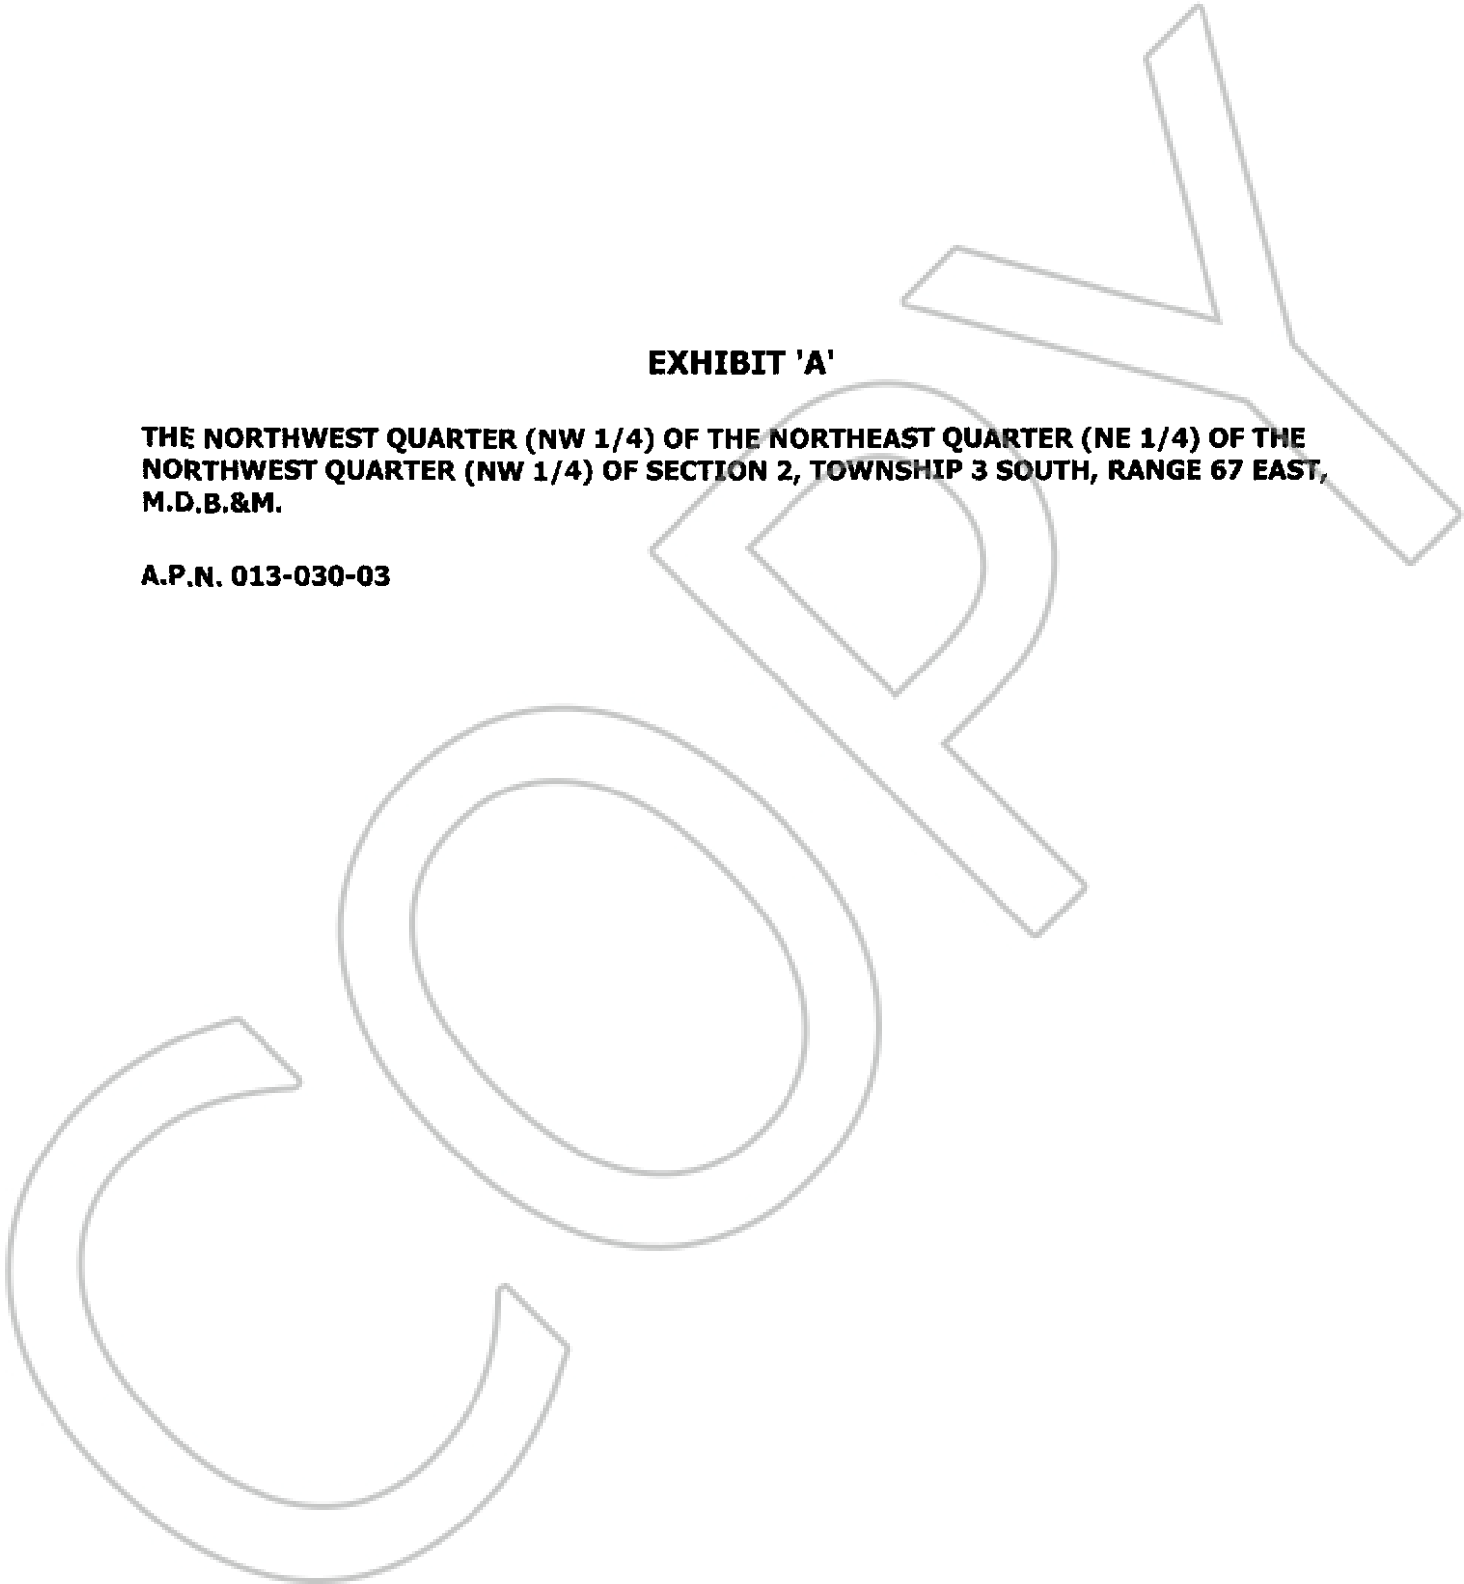 EXHIBIT 'A'
THE NORTHWEST QUARTER (NW 1/4) OF THE NORTHEAST QUARTER (NE 1/4) OF THE
NORTHWEST QUARTER (NW 1/4) OF SECTION 2, TOWNSHIP 3 SOUTH, RANGE 67 EAST,
M.D.B.&M.
A.P.N. 013-030-03
COPY